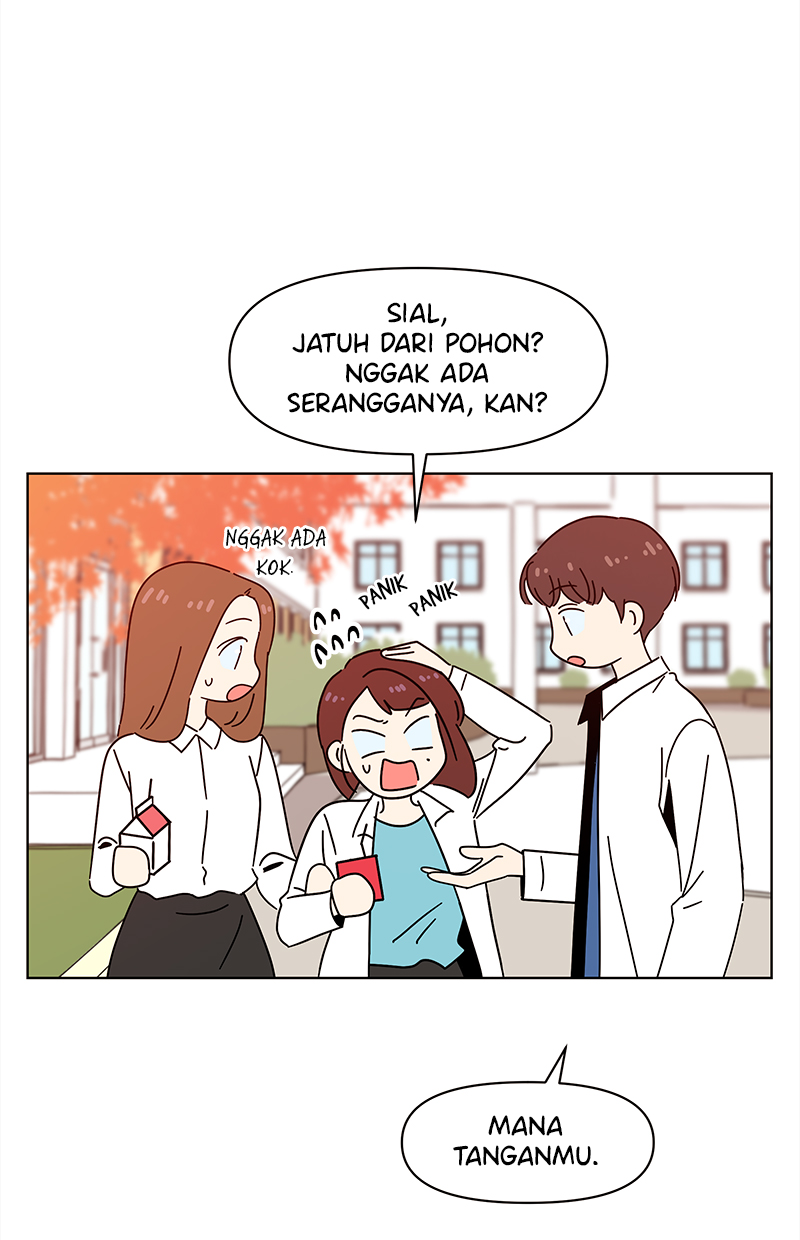 SIAL,
JATUH DARI POHON?
NGGAK ADA
SERANGGANYA, KAN?
NGGAK ADA
KOK.
PANIK
PANIK
MANA
TANGANMU.